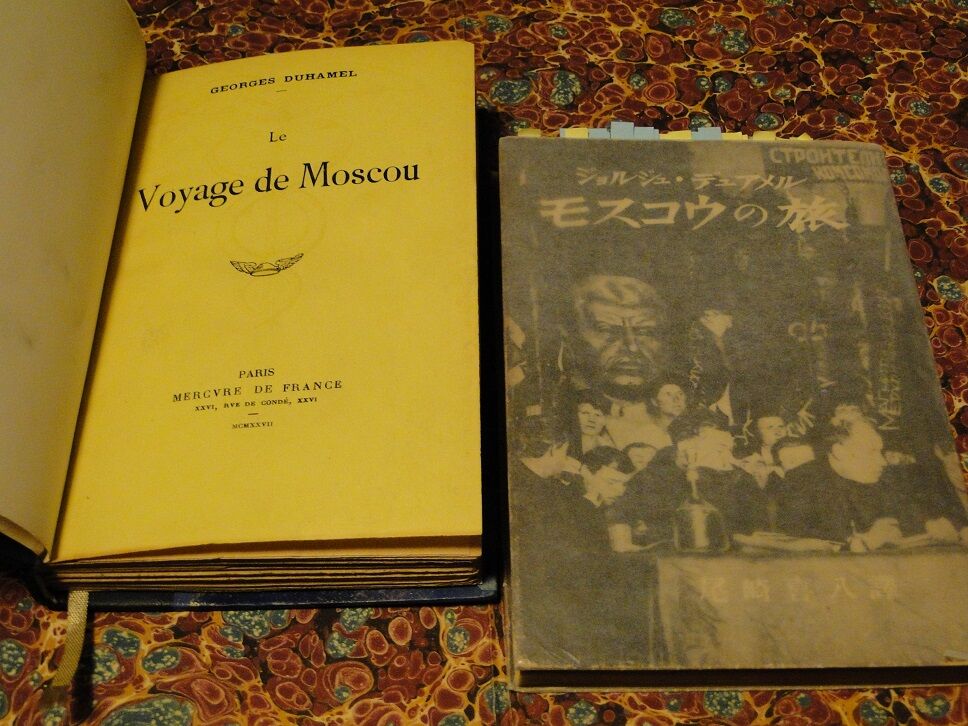 GEORGES DUHAMEL
Le
Voyage de Moscou
PARIS
MERCVRE DE FRANCE
XXVI, RVE DE CONDÉ, XXVI
MCMXXVII
СТРОИТЕЛИ
ジョルジュ・デュアメル
モスコウの旅
尾崎喜八譯